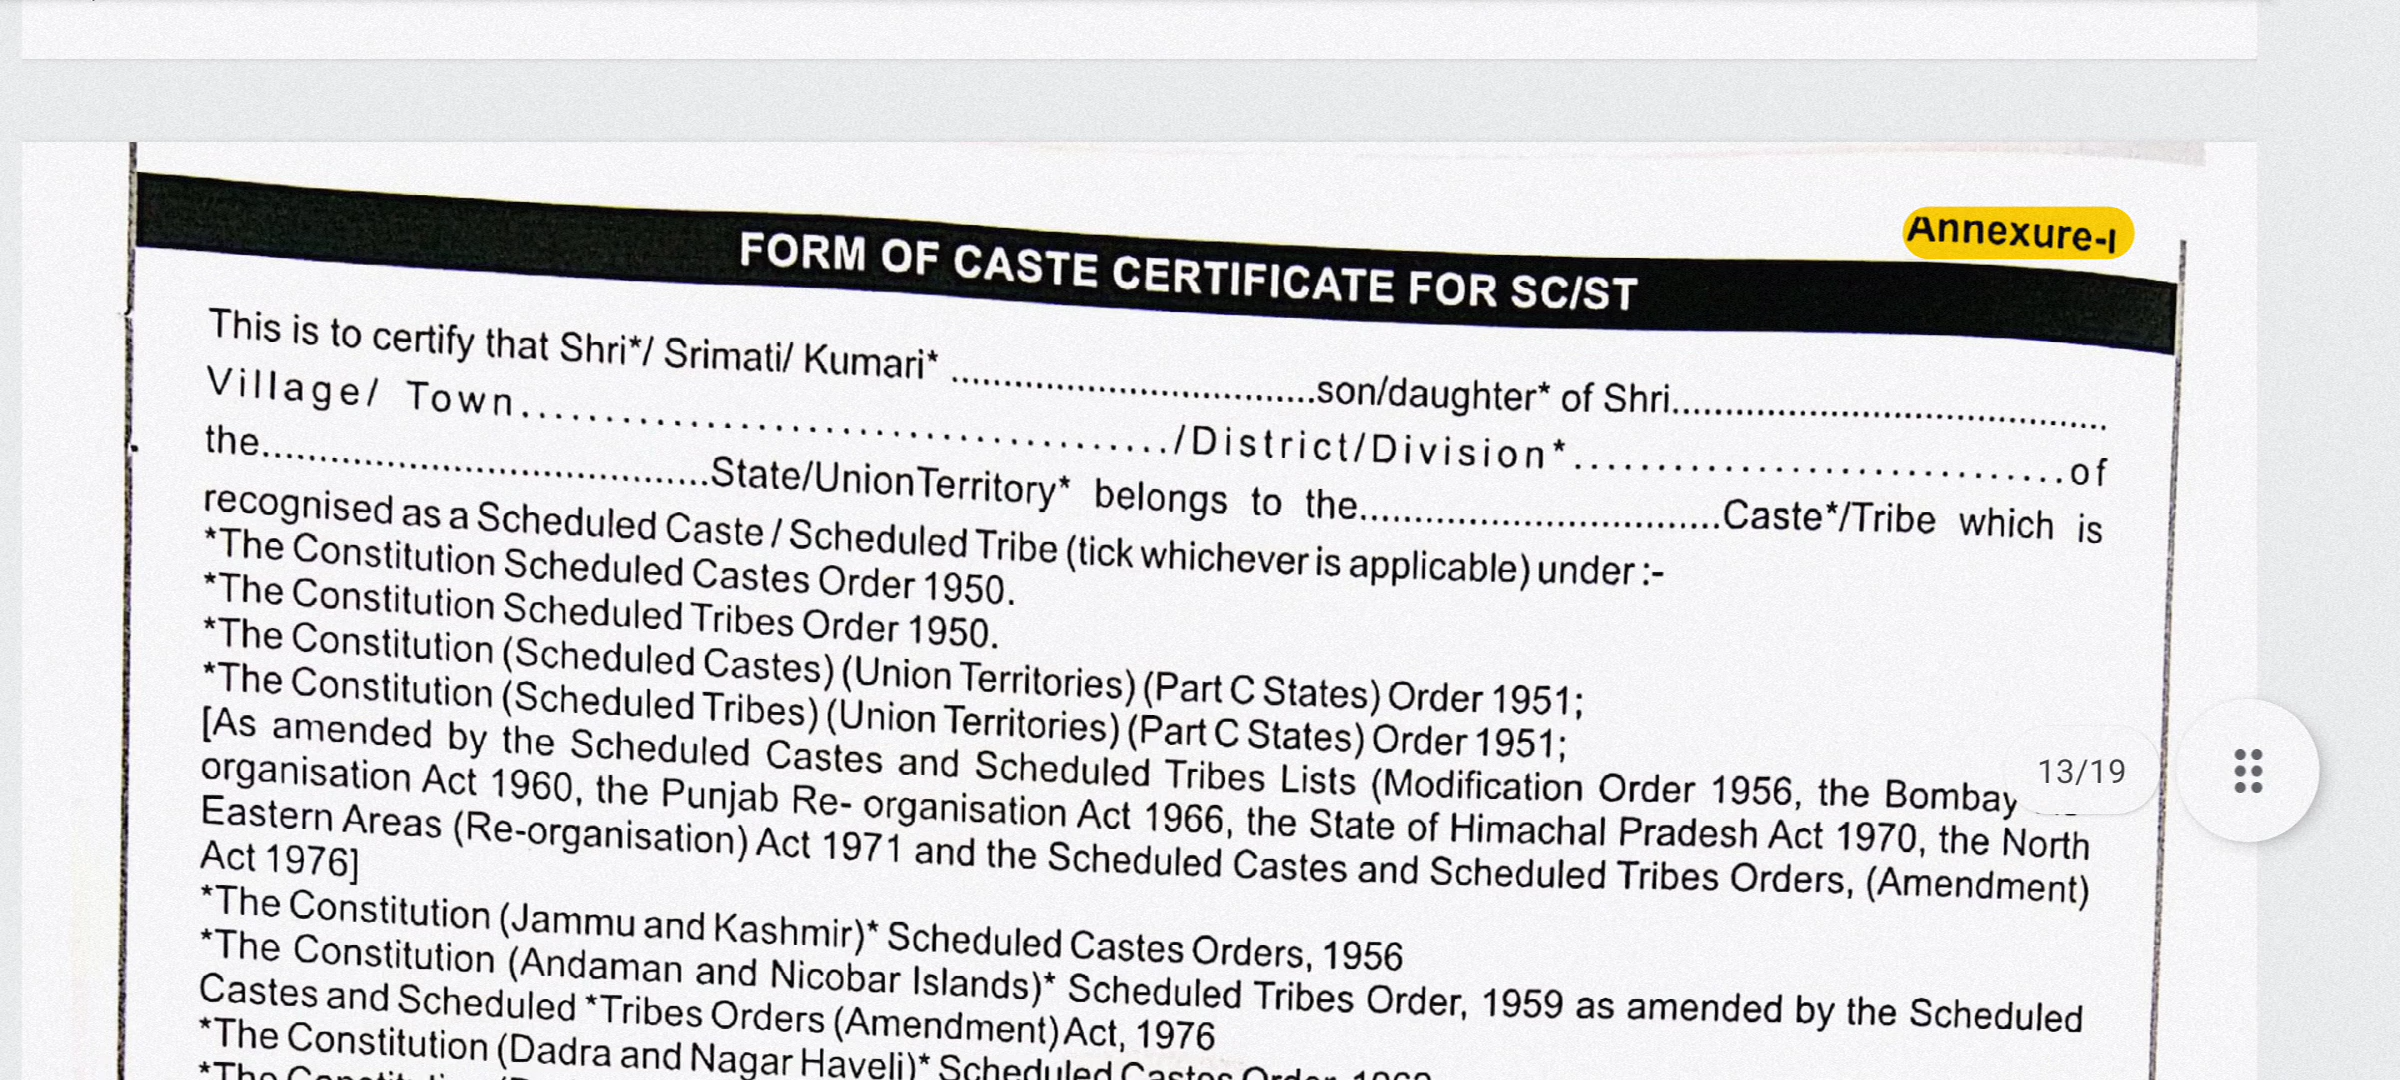 Annexure-I
FORM OF CASTE CERTIFICATE FOR SC/ST
This is to certify that Shri*/ Srimati/ Kumari* ....................................son/daughter* of Shri...........................................
Village/ Town......................................../District/Division*...............................of
the..........................................State/UnionTerritory* belongs to the..................................Caste*/Tribe which is
recognised as a Scheduled Caste / Scheduled Tribe (tick whichever is applicable) under :-
*The Constitution Scheduled Castes Order 1950.
*The Constitution Scheduled Tribes Order 1950.
*The Constitution (Scheduled Castes) (Union Territories) (Part C States) Order 1951;
*The Constitution (Scheduled Tribes) (Union Territories) (Part C States) Order 1951;
[As amended by the Scheduled Castes and Scheduled Tribes Lists (Modification Order 1956, the Bombay
organisation Act 1960, the Punjab Re- organisation Act 1966, the State of Himachal Pradesh Act 1970, the North
Eastern Areas (Re-organisation) Act 1971 and the Scheduled Castes and Scheduled Tribes Orders, (Amendment)
Act 1976]
*The Constitution (Jammu and Kashmir)* Scheduled Castes Orders, 1956
*The Constitution (Andaman and Nicobar Islands)* Scheduled Tribes Order, 1959 as amended by the Scheduled
Castes and Scheduled *Tribes Orders (Amendment) Act, 1976
*The Constitution (Dadra and Nagar Haveli)* Scheduled Castes Order
*The
13/19